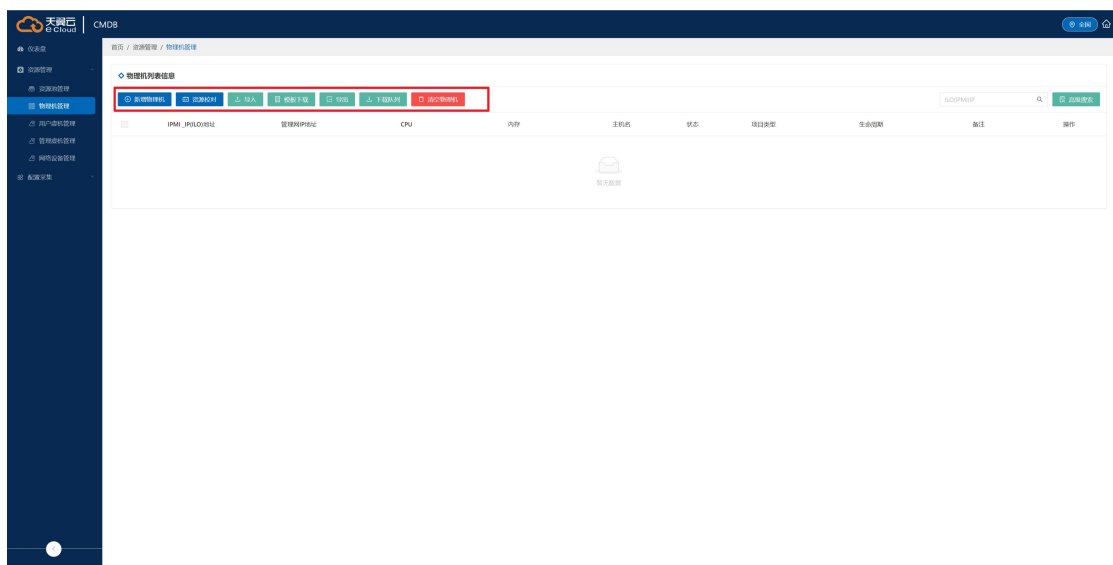 天翼云 e Cloud CMDB 全国
仪表盘
首页 / 资源管理 / 物理机管理
资源管理
物理机列表信息
资源池管理
新增物理机 资源校对 导入 模板下载 导出 下载队列 清空物理机 ILO/IPMI/IP 高级搜索
物理机管理
IPMI_IP(ILO)地址 管理网IP地址 CPU 内存 主机名 状态 项目类型 生命周期 备注 操作
用户虚机管理
管理虚机管理
网络设备管理
暂无数据
配置采集